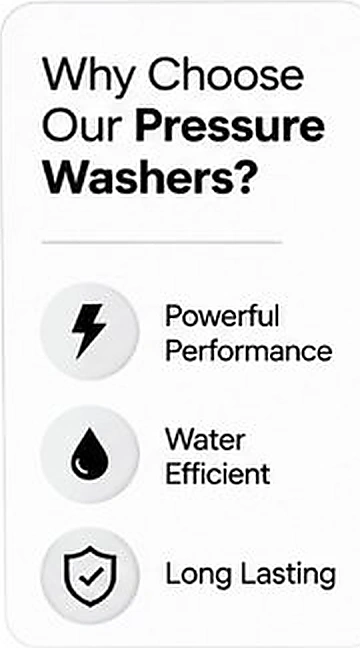 Why Choose
Our Pressure
Washers?
Powerful
Performance
Water
Efficient
Long Lasting